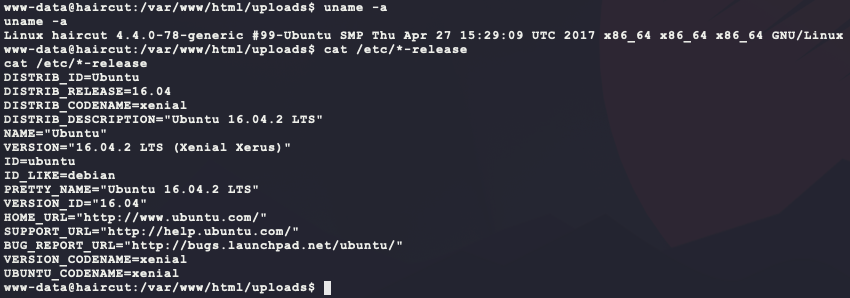 www-data@haircut:/var/www/html/uploads$ uname -a
uname -a
Linux haircut 4.4.0-78-generic #99-Ubuntu SMP Thu Apr 27 15:29:09 UTC 2017 x86_64 x86_64 x86_64 GNU/Linux
www-data@haircut:/var/www/html/uploads$ cat /etc/*-release
cat /etc/*-release
DISTRIB_ID=Ubuntu
DISTRIB_RELEASE=16.04
DISTRIB_CODENAME=xenial
DISTRIB_DESCRIPTION="Ubuntu 16.04.2 LTS"
NAME="Ubuntu"
VERSION="16.04.2 LTS (Xenial Xerus)"
ID=ubuntu
ID_LIKE=debian
PRETTY_NAME="Ubuntu 16.04.2 LTS"
VERSION_ID="16.04"
HOME_URL="http://www.ubuntu.com/"
SUPPORT_URL="http://help.ubuntu.com/"
BUG_REPORT_URL="http://bugs.launchpad.net/ubuntu/"
VERSION_CODENAME=xenial
UBUNTU_CODENAME=xenial
www-data@haircut:/var/www/html/uploads$